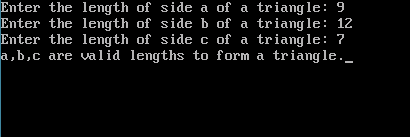 Enter the length of side a of a triangle: 9
Enter the length of side b of a triangle: 12
Enter the length of side c of a triangle: 7
a,b,c are valid lengths to form a triangle._